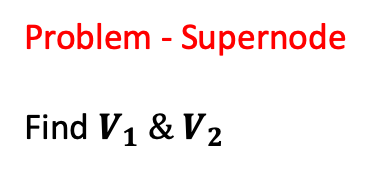 Problem - Supernode
Find V₁ & V₂